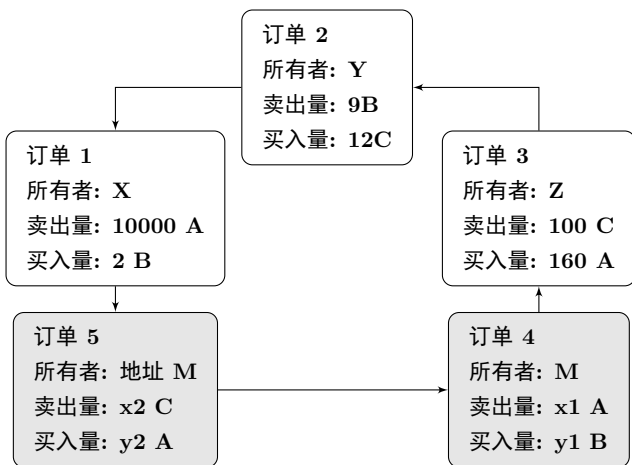 订单 2
所有者: Y
卖出量: 9B
买入量: 12C
订单 1
所有者: X
卖出量: 10000 A
买入量: 2 B
订单 3
所有者: Z
卖出量: 100 C
买入量: 160 A
订单 5
所有者: 地址 M
卖出量: x2 C
买入量: y2 A
订单 4
所有者: M
卖出量: x1 A
买入量: y1 B